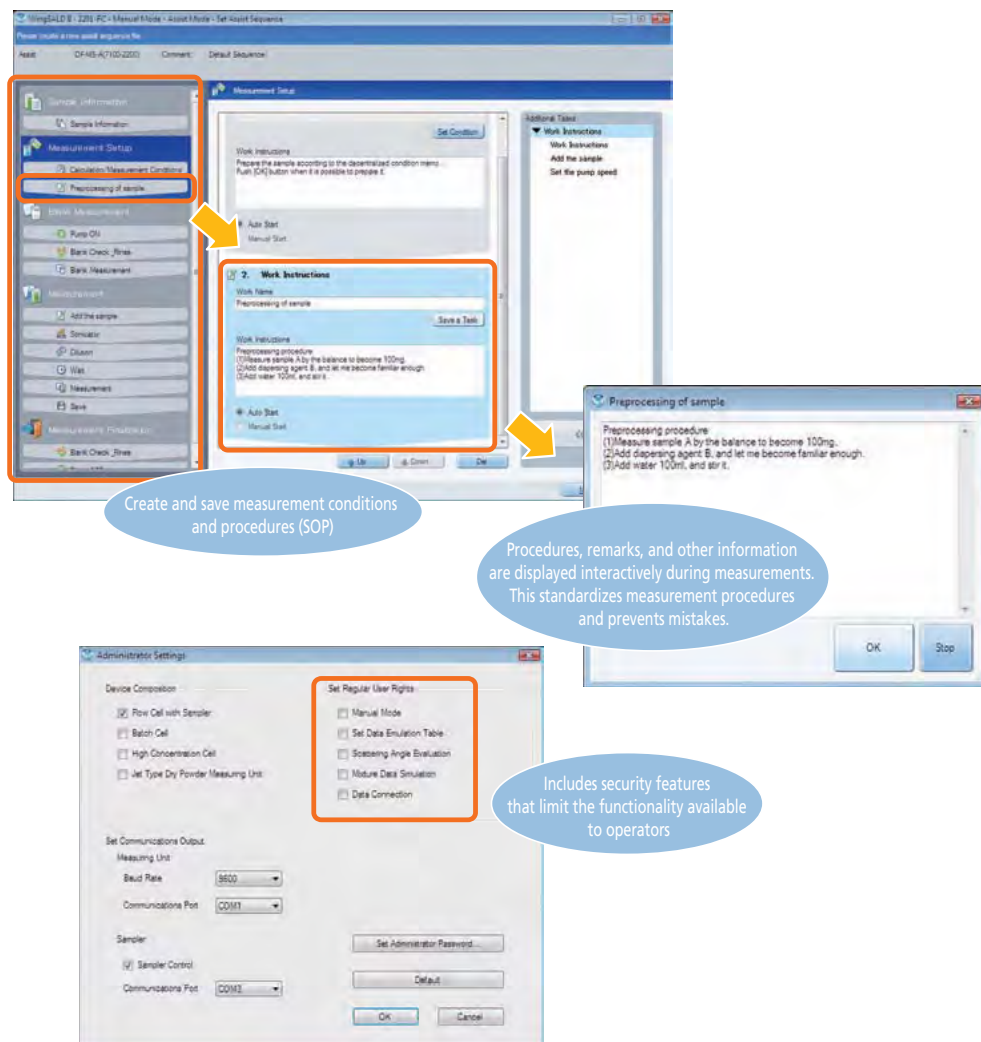 WingSALD II - 2291 -PC - Manual Mode - Assist Mode - Set Assist Sequence
Please create a new assist sequence file.
Assist:
Comment:
Default Sequence
Sample Information
Sample Information
Measurement Setup
Calculation/Measurement Conditions
Preprocessing of sample
Blank Measurement
Pump ON
Blank Check_Rinse
Blank Measurement
Measurement
Add the sample
Sonicator
Dilution
Wait
Measurement
Save
Measurement Finalization
Blank Check_Rinse
Measurement Setup
Set Condition
Work Instructions
Prepare the sample according to the decentralized condition memo.
Push [OK] button when it is possible to prepare it.
Auto Start
Manual Start
2. Work Instructions
Work Name
Preprocessing of sample
Save a Task
Work Instructions
Preprocessing procedure
(1)Measure sample A by the balance to become 100mg.
(2)Add dispersing agent B, and let me become familiar enough.
(3)Add water 100ml, and stir it.
Auto Start
Manual Start
Up
Down
Del
Additional Tasks
Work Instructions
Work Instructions
Add the sample
Set the pump speed
Create and save measurement conditions
and procedures (SOP)
Preprocessing of sample
Preprocessing procedure
(1)Measure sample A by the balance to become 100mg.
(2)Add dispersing agent B, and let me become familiar enough.
(3)Add water 100ml, and stir it.
OK
Stop
Procedures, remarks, and other information
are displayed interactively during measurements.
This standardizes measurement procedures
and prevents mistakes.
Administrator Settings
Device Composition
Flow Cell with Sampler
Batch Cell
High Concentration Cell
Jet Type Dry Powder Measuring Unit
Set Regular User Rights
Manual Mode
Set Data Emulation Table
Scattering Angle Evaluation
Mixture Data Simulation
Data Connection
Includes security features
that limit the functionality available
to operators
Set Communications Output
Measuring Unit
Baud Rate
9600
Communications Port
COM1
Sampler
Sampler Control
Communications Port
Set Administrator Password...
Default
OK
Cancel